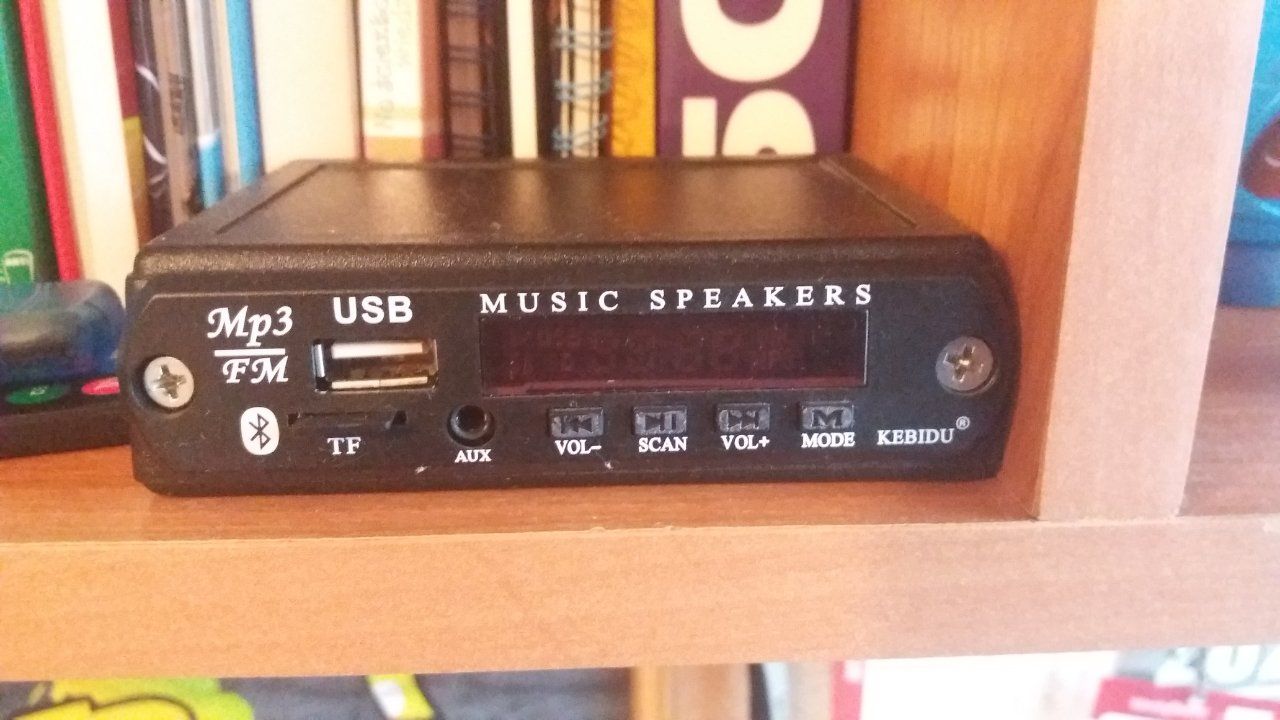 MUSIC SPEAKERS
USB
Mp3
FM
TF
AUX
VOL-
SCAN
VOL+
M
MODE
KEBIDU®